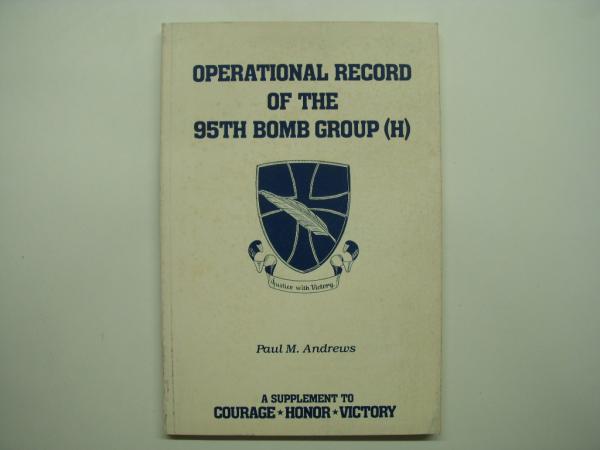 OPERATIONAL RECORD
OF THE
95TH BOMB GROUP (H)
Justice with Victory
Paul M. Andrews
A SUPPLEMENT TO
COURAGE★HONOR★VICTORY